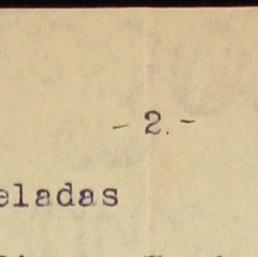 - 2. -
eladas